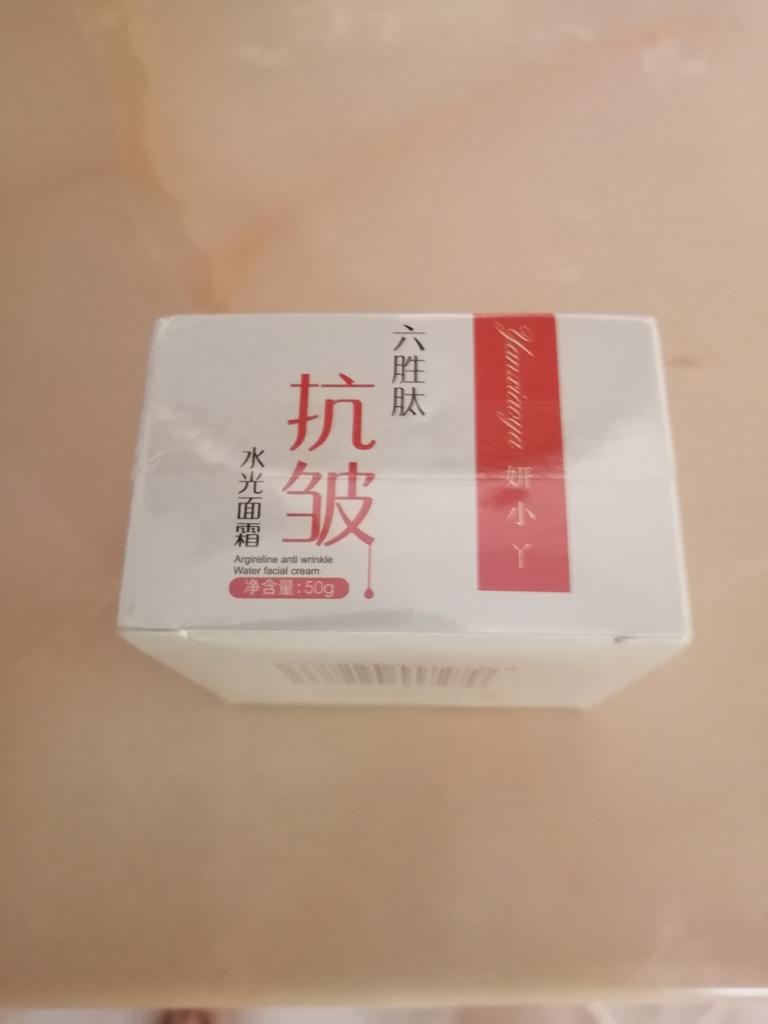 六胜肽
抗皱
水光面霜
Argireline anti wrinkle
Water facial cream
净含量:50g
Yanxiaoya
妍小丫